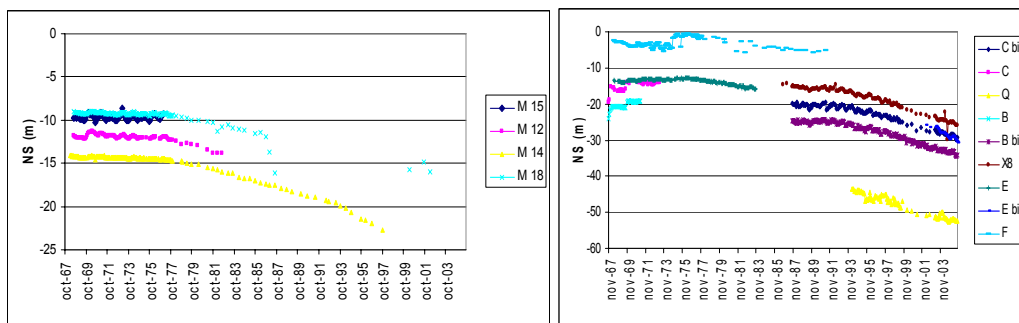 0
-5
-10
-15
-20
-25
NS (m)
oct-67
oct-69
oct-71
oct-73
oct-75
oct-77
oct-79
oct-81
oct-83
oct-85
oct-87
oct-89
oct-91
oct-93
oct-95
oct-97
oct-99
oct-01
oct-03
M 15
M 12
M 14
M 18
0
-10
-20
-30
-40
-50
-60
NS (m)
nov-67
nov-69
nov-71
nov-73
nov-75
nov-77
nov-79
nov-81
nov-83
nov-85
nov-87
nov-89
nov-91
nov-93
nov-95
nov-97
nov-99
nov-01
nov-03
C bi
C
Q
B
B bi
X8
E
E bi
F